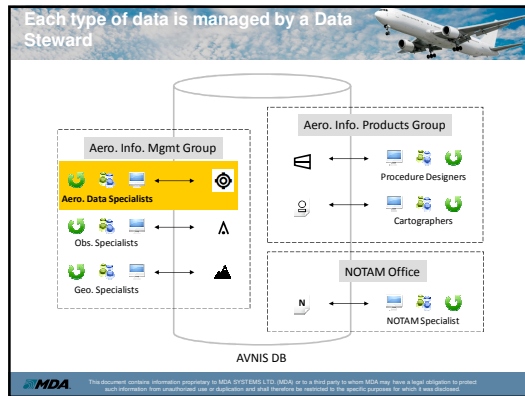 Each type of data is managed by a Data
Steward
Aero. Info. Mgmt Group
Aero. Data Specialists
Obs. Specialists
Geo. Specialists
Aero. Info. Products Group
Procedure Designers
Cartographers
NOTAM Office
N
NOTAM Specialist
AVNIS DB
MDA
This document contains information proprietary to MDA SYSTEMS LTD. (MDA) or to a third party to whom MDA may have a legal obligation to protect
such information from unauthorized use or duplication and shall therefore be restricted to the specific purposes for which it was disclosed.